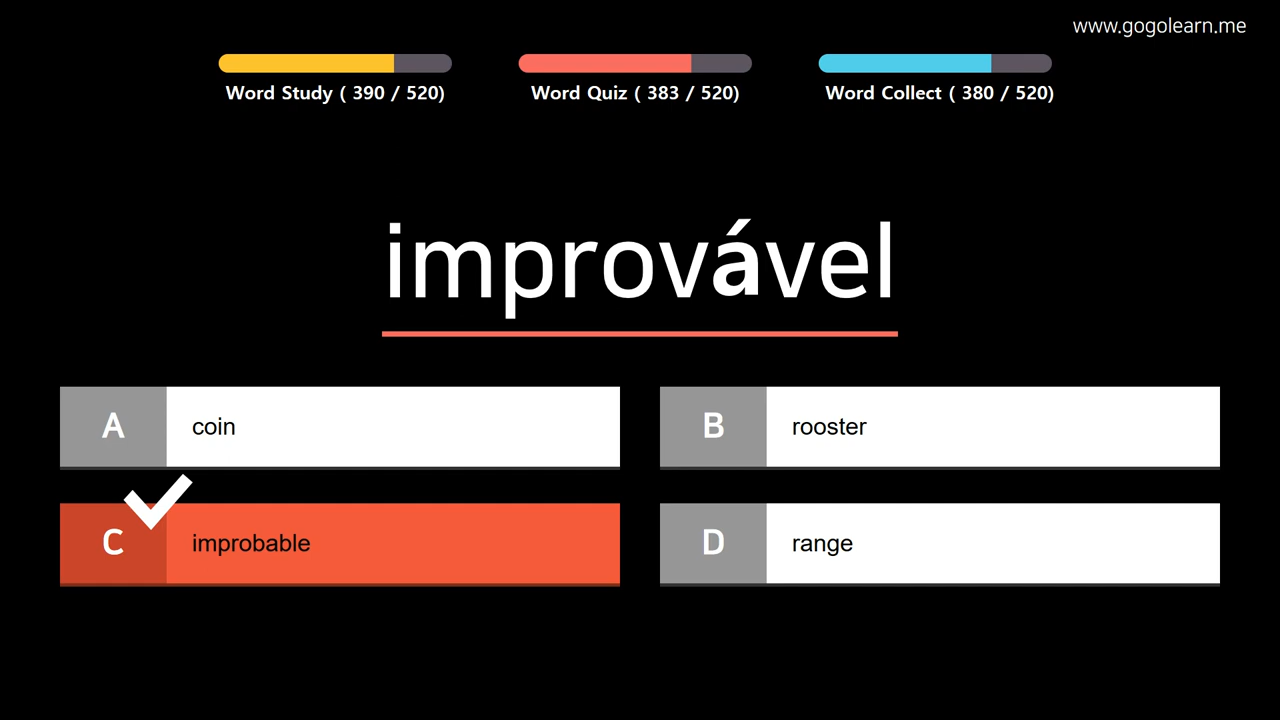 www.gogolearn.me
Word Study ( 390 / 520)
Word Quiz ( 383 / 520)
Word Collect ( 380 / 520)
improvável
A coin
B rooster
C improbable
D range